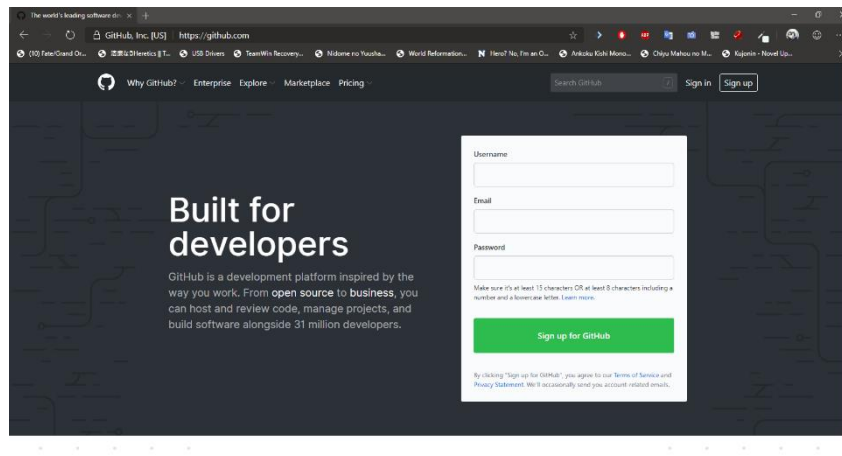 The world's leading software de
GitHub, Inc. [US] https://github.com
(10) Fate/Grand Or... Heretics || T... USB Drivers TeamWin Recovery... Nidome no Yuusha... World Reformation... N Hero? No, I'm an O... Ankoku Kishi Mono... Chiyu Mahou no M... Kujonin - Novel Up...
Why GitHub? Enterprise Explore Marketplace Pricing Search GitHub / Sign in Sign up
Built for
developers
GitHub is a development platform inspired by the
way you work. From open source to business, you
can host and review code, manage projects, and
build software alongside 31 million developers.
Username
Email
Password
Make sure it's at least 15 characters OR at least 8 characters including a
number and a lowercase letter. Learn more.
Sign up for GitHub
By clicking "Sign up for GitHub", you agree to our Terms of Service and
Privacy Statement. We'll occasionally send you account related emails.